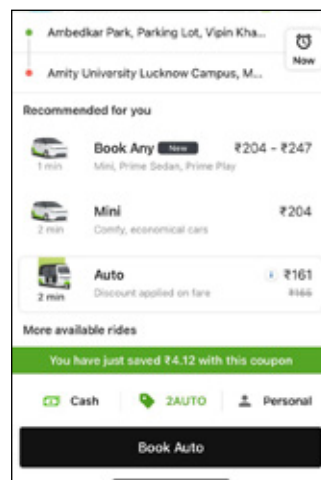 Ambedkar Park, Parking Lot, Vipin Kha...
Now
Amity University Lucknow Campus, M...
Recommended for you
Book Any New ₹204 - ₹247
1 min Mini, Prime Sedan, Prime Play
Mini ₹204
2 min Comfy, economical cars
Auto i ₹161
2 min Discount applied on fare ₹165
More available rides
You have just saved ₹4.12 with this coupon
Cash 2AUTO Personal
Book Auto